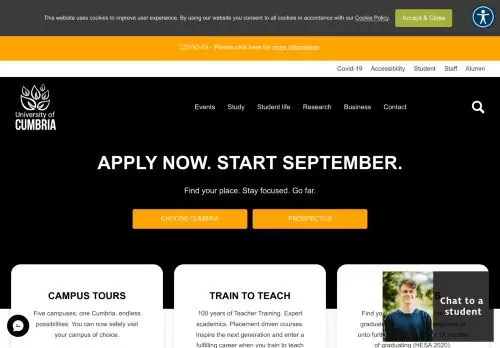 This website uses cookies to improve user experience. By using our website you consent to all cookies in accordance with our Cookie Policy.
Accept & Close
COVID-19 - Please click here for more information
Covid-19 Accessibility Student Staff Alumni
University of
CUMBRIA
Events Study Student life Research Business Contact
APPLY NOW. START SEPTEMBER.
Find your place. Stay focused. Go far.
CHOOSE CUMBRIA
PROSPECTUS
CAMPUS TOURS
Five campuses, one Cumbria, endless
possibilities. You can now safely visit
your campus of choice.
TRAIN TO TEACH
100 years of Teacher Training. Expert
academics. Placement driven courses.
Inspire the next generation and enter a
fulfilling career when you train to teach
Find you
graduat
onto furth
of graduating (HESA 2020).
Chat to a
student